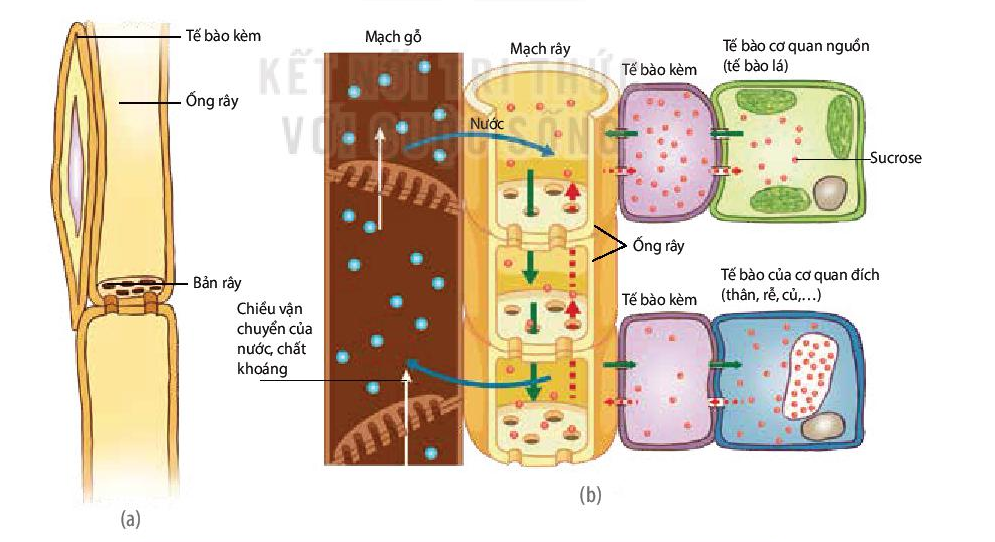 Tế bào kèm
Ống rây
Bản rây
(a)
KẾT NỐI TRI THỨC
VỚI CUỘC SỐNG
Mạch gỗ
Mạch rây
Nước
Tế bào kèm
Tế bào cơ quan nguồn
(tế bào lá)
Sucrose
Ống rây
Chiều vận
chuyển của
nước, chất
khoáng
Tế bào kèm
Tế bào của cơ quan đích
(thân, rễ, củ,...)
(b)